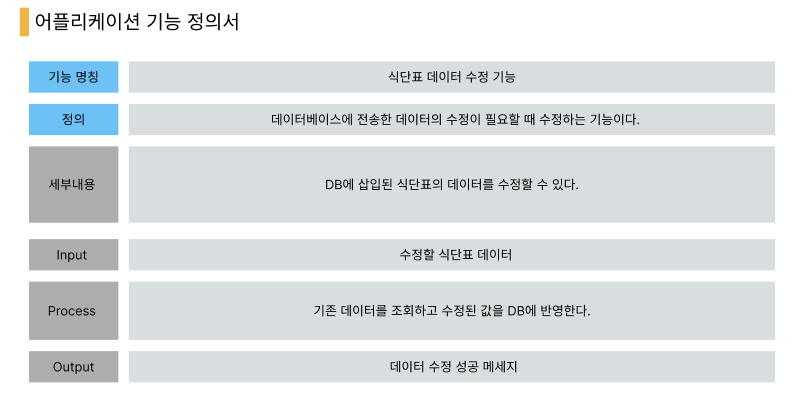 어플리케이션 기능 정의서
기능 명칭
식단표 데이터 수정 기능
정의
데이터베이스에 전송한 데이터의 수정이 필요할 때 수정하는 기능이다.
세부내용
DB에 삽입된 식단표의 데이터를 수정할 수 있다.
Input
수정할 식단표 데이터
Process
기존 데이터를 조회하고 수정된 값을 DB에 반영한다.
Output
데이터 수정 성공 메세지